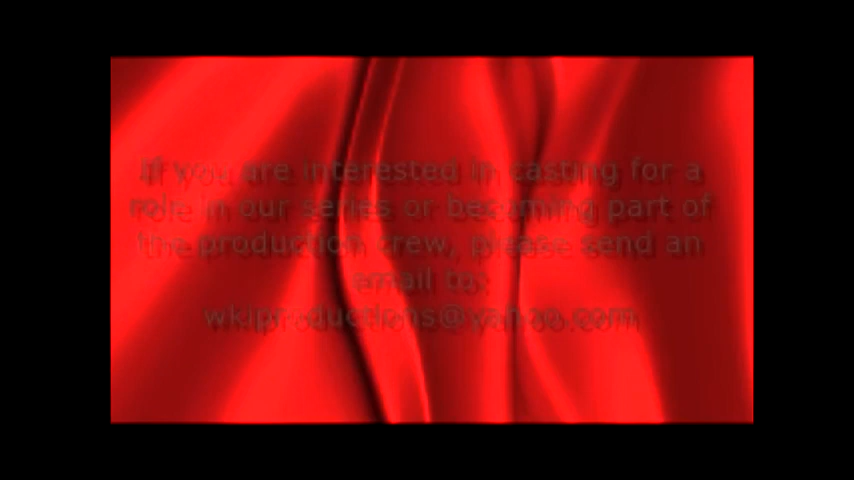 If you are interested in casting for a
role in our series or becoming part of
the production crew, please send an
email to:
wkiproductions@yahoo.com